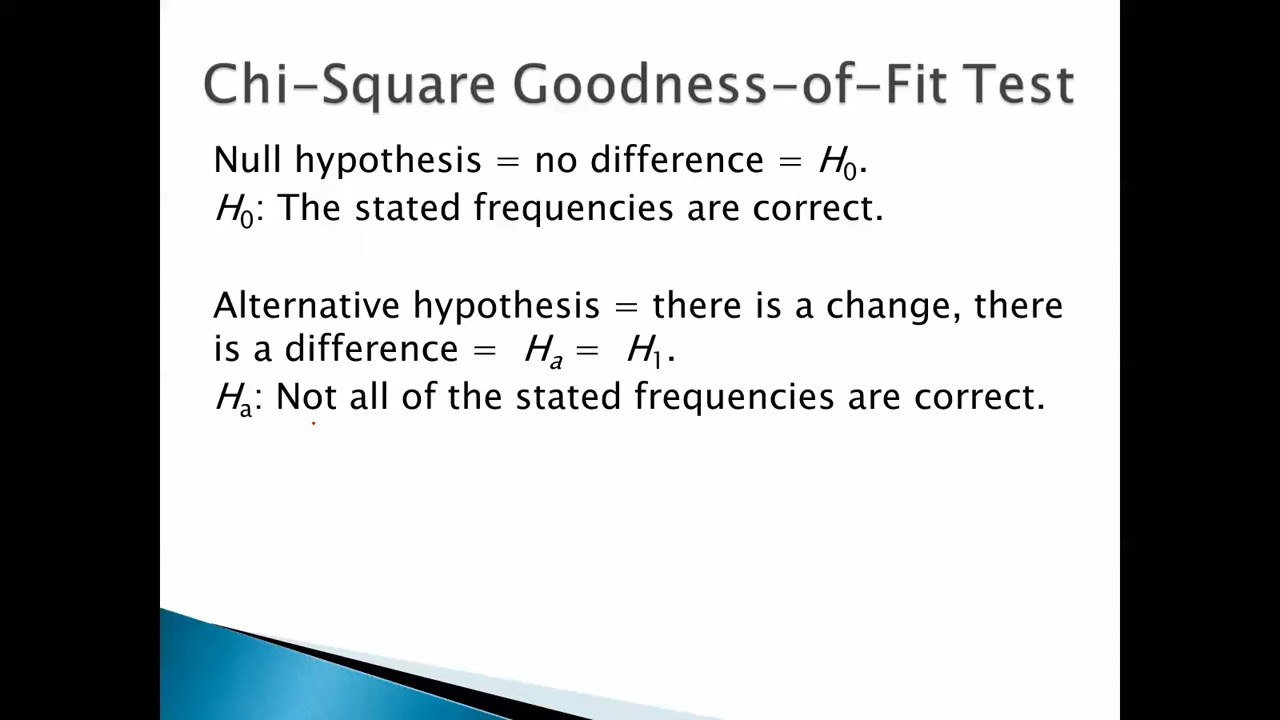 Chi-Square Goodness-of-Fit Test
Null hypothesis = no difference = H₀.
H₀: The stated frequencies are correct.
Alternative hypothesis = there is a change, there
is a difference = Hₐ = H₁.
Hₐ: Not all of the stated frequencies are correct.